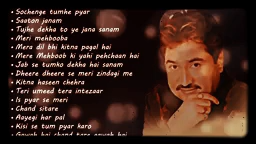 • Sochenge tumhe pyar
• Saaton janam
• Tujhe dekha to ye jana sanam
• Meri mehbooba
• Mera dil bhi kitna pagal hai
• Mere Mehboob ki yahi pehchaan hai
• Jab se tumko dekha hai sanam
• Dheere dheere se meri zindagi me
• Kitna haseen chehra
• Teri umeed tera intezaar
• Is pyar se meri
• Chand sitare
• Aayegi har pal
• Kisi se tum pyar karo